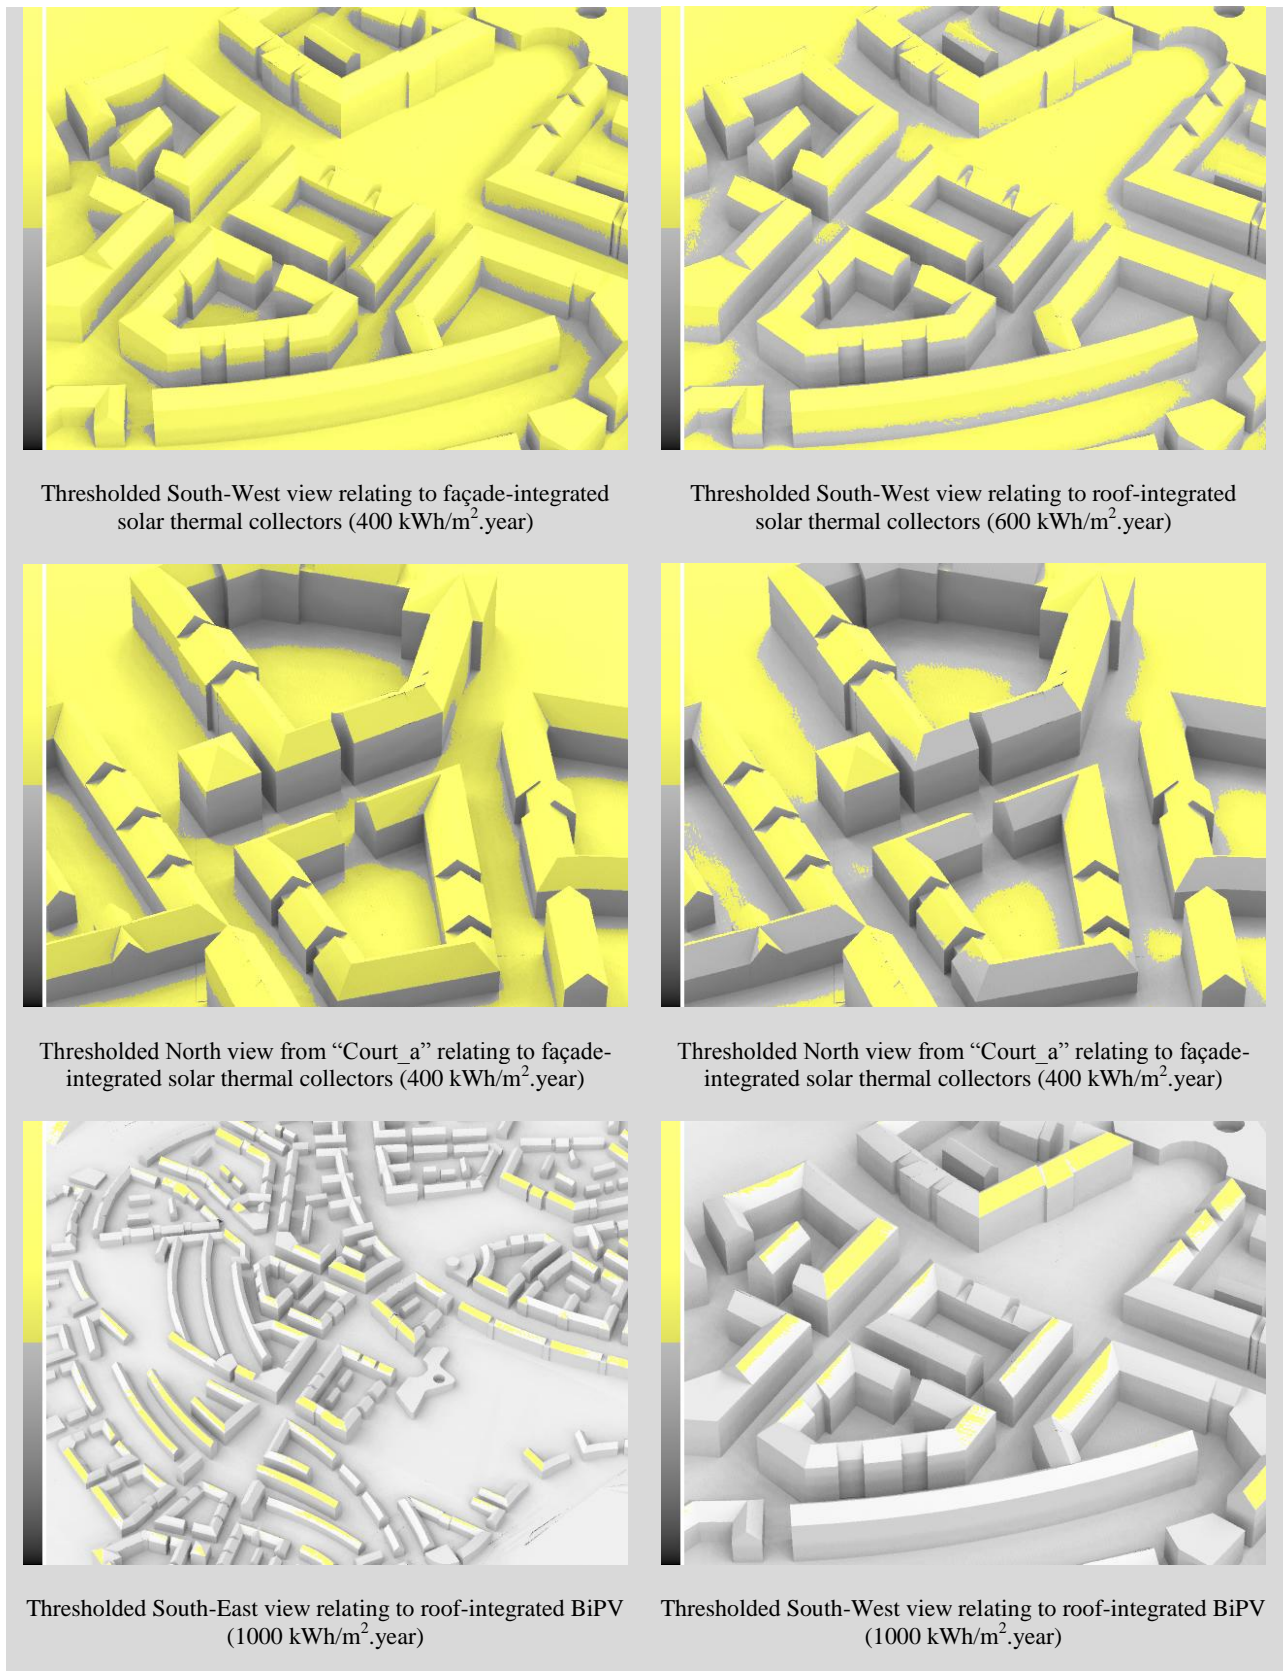 Thresholded South-West view relating to façade-integrated
solar thermal collectors (400 kWh/m².year)
Thresholded South-West view relating to roof-integrated
solar thermal collectors (600 kWh/m².year)
Thresholded North view from “Court_a” relating to façade-
integrated solar thermal collectors (400 kWh/m².year)
Thresholded North view from “Court_a” relating to façade-
integrated solar thermal collectors (400 kWh/m².year)
Thresholded South-East view relating to roof-integrated BiPV
(1000 kWh/m².year)
Thresholded South-West view relating to roof-integrated BiPV
(1000 kWh/m².year)